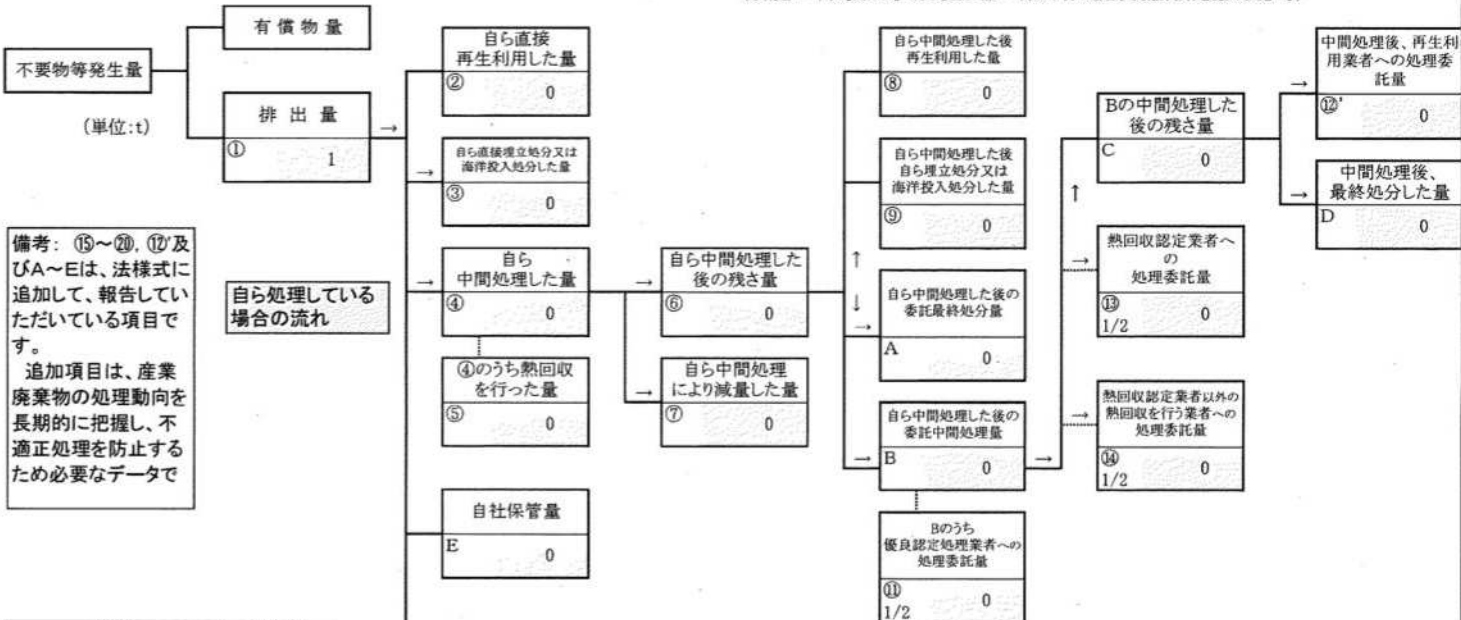 不要物等発生量
(単位:t)
有償物量
排出量
① 1
→
備考: ⑮～⑳, ⑫'及
びA～Eは、法様式に
追加して、報告してい
ただいている項目で
す。
追加項目は、産業
廃棄物の処理動向を
長期的に把握し、不
適正処理を防止する
ため必要なデータで
自ら処理している
場合の流れ
自ら直接
再生利用した量
② 0
→
自ら直接埋立処分又は
海洋投入処分した量
③ 0
→
自ら
中間処理した量
④ 0
④のうち熱回収
を行った量
⑤ 0
自社保管量
E 0
→
自ら中間処理した
後の残さ量
⑥ 0
→
自ら中間処理
により減量した量
⑦ 0
自ら中間処理した後
再生利用した量
⑧ 0
自ら中間処理した後
自ら埋立処分又は
海洋投入処分した量
⑨ 0
↑
↓
→
自ら中間処理した後の
委託最終処分量
A 0
→
自ら中間処理した後の
委託中間処理量
B 0
→
Bのうち
優良認定処理業者への
処理委託量
⑪
1/2 0
Bの中間処理した
後の残さ量
C 0
↑
→
熱回収認定業者へ
の
処理委託量
⑬
1/2 0
→
熱回収認定業者以外の
熱回収を行う業者への
処理委託量
⑭
1/2 0
→
中間処理後、再生利
用業者への処理委
託量
⑫' 0
→
中間処理後、
最終処分した量
D 0